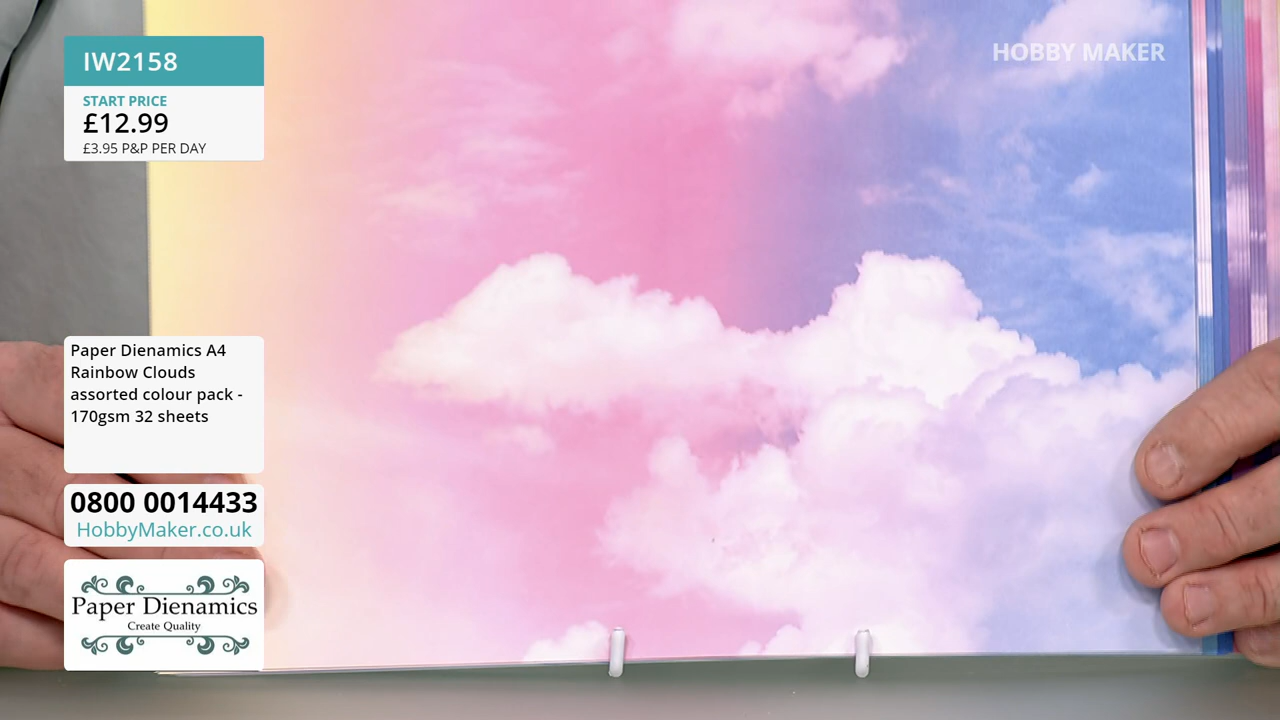 IW2158
START PRICE
£12.99
£3.95 P&P PER DAY
HOBBY MAKER
Paper Dienamics A4
Rainbow Clouds
assorted colour pack -
170gsm 32 sheets
0800 0014433
HobbyMaker.co.uk
Paper Dienamics
Create Quality